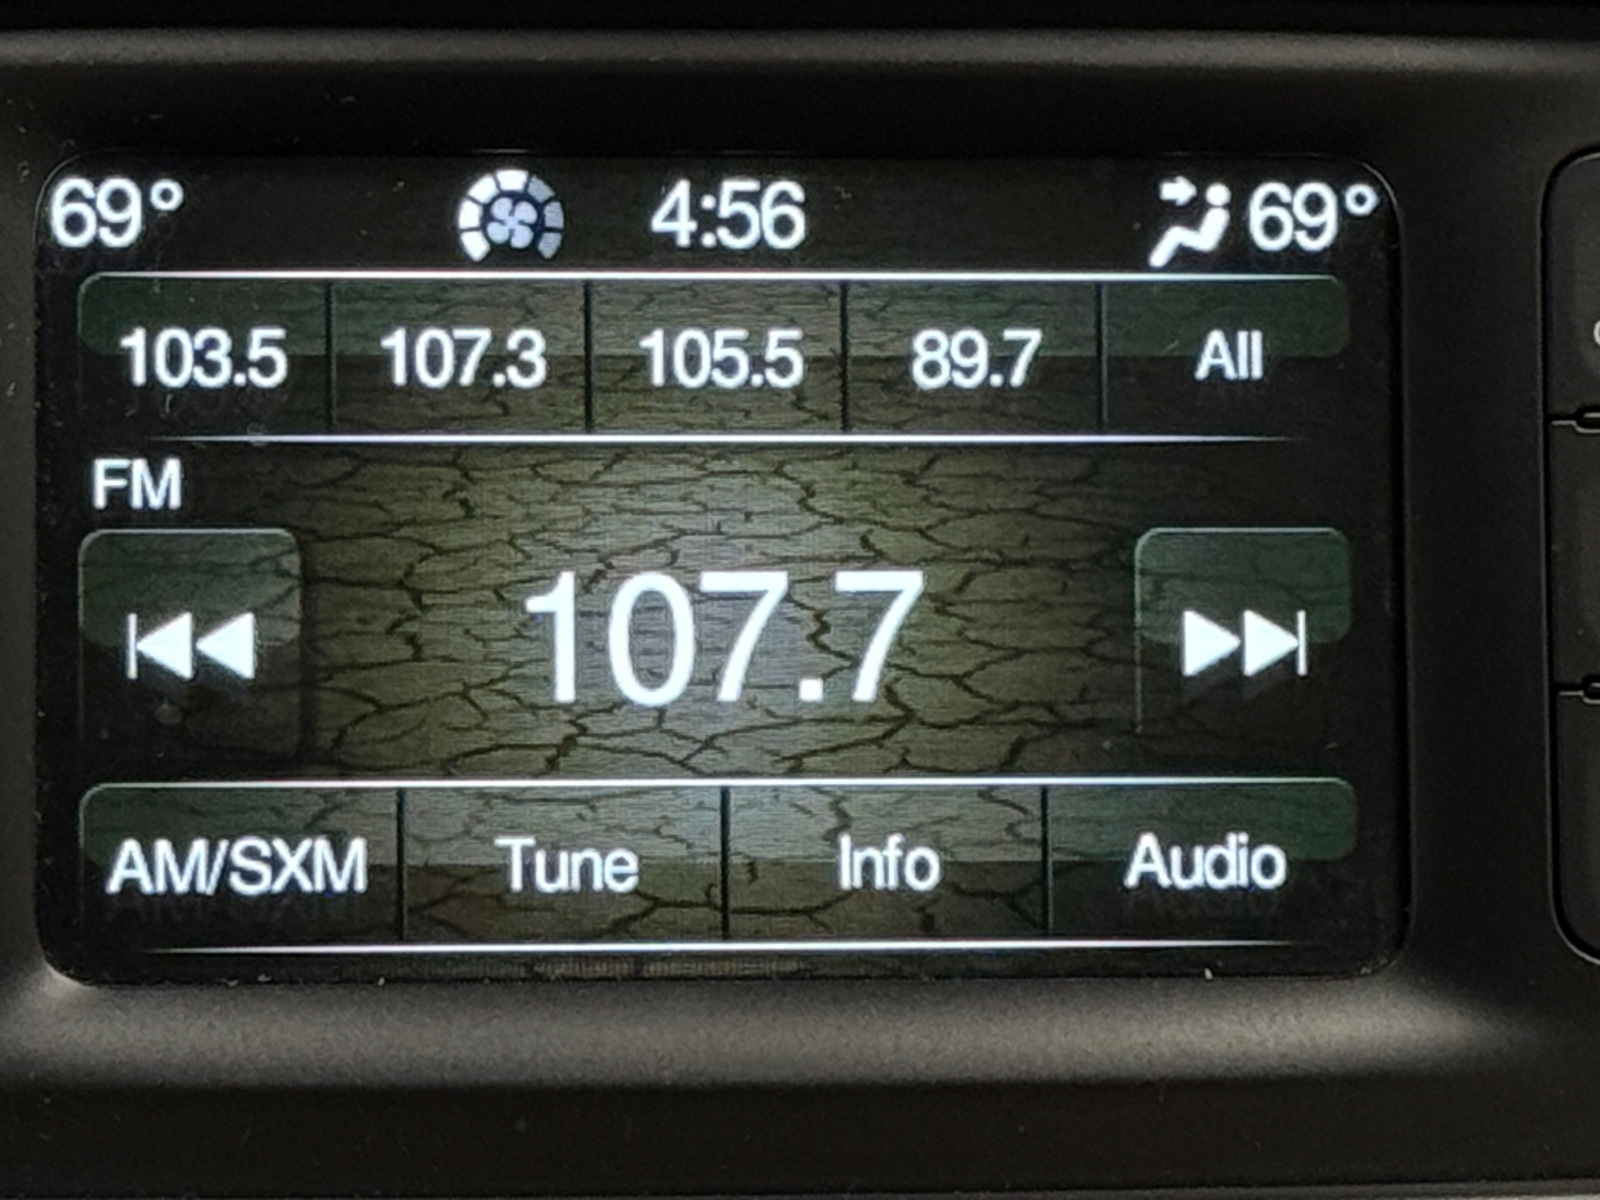 69° 4:56 69°
103.5 107.3 105.5 89.7 All
FM
107.7
AM/SXM Tune Info Audio